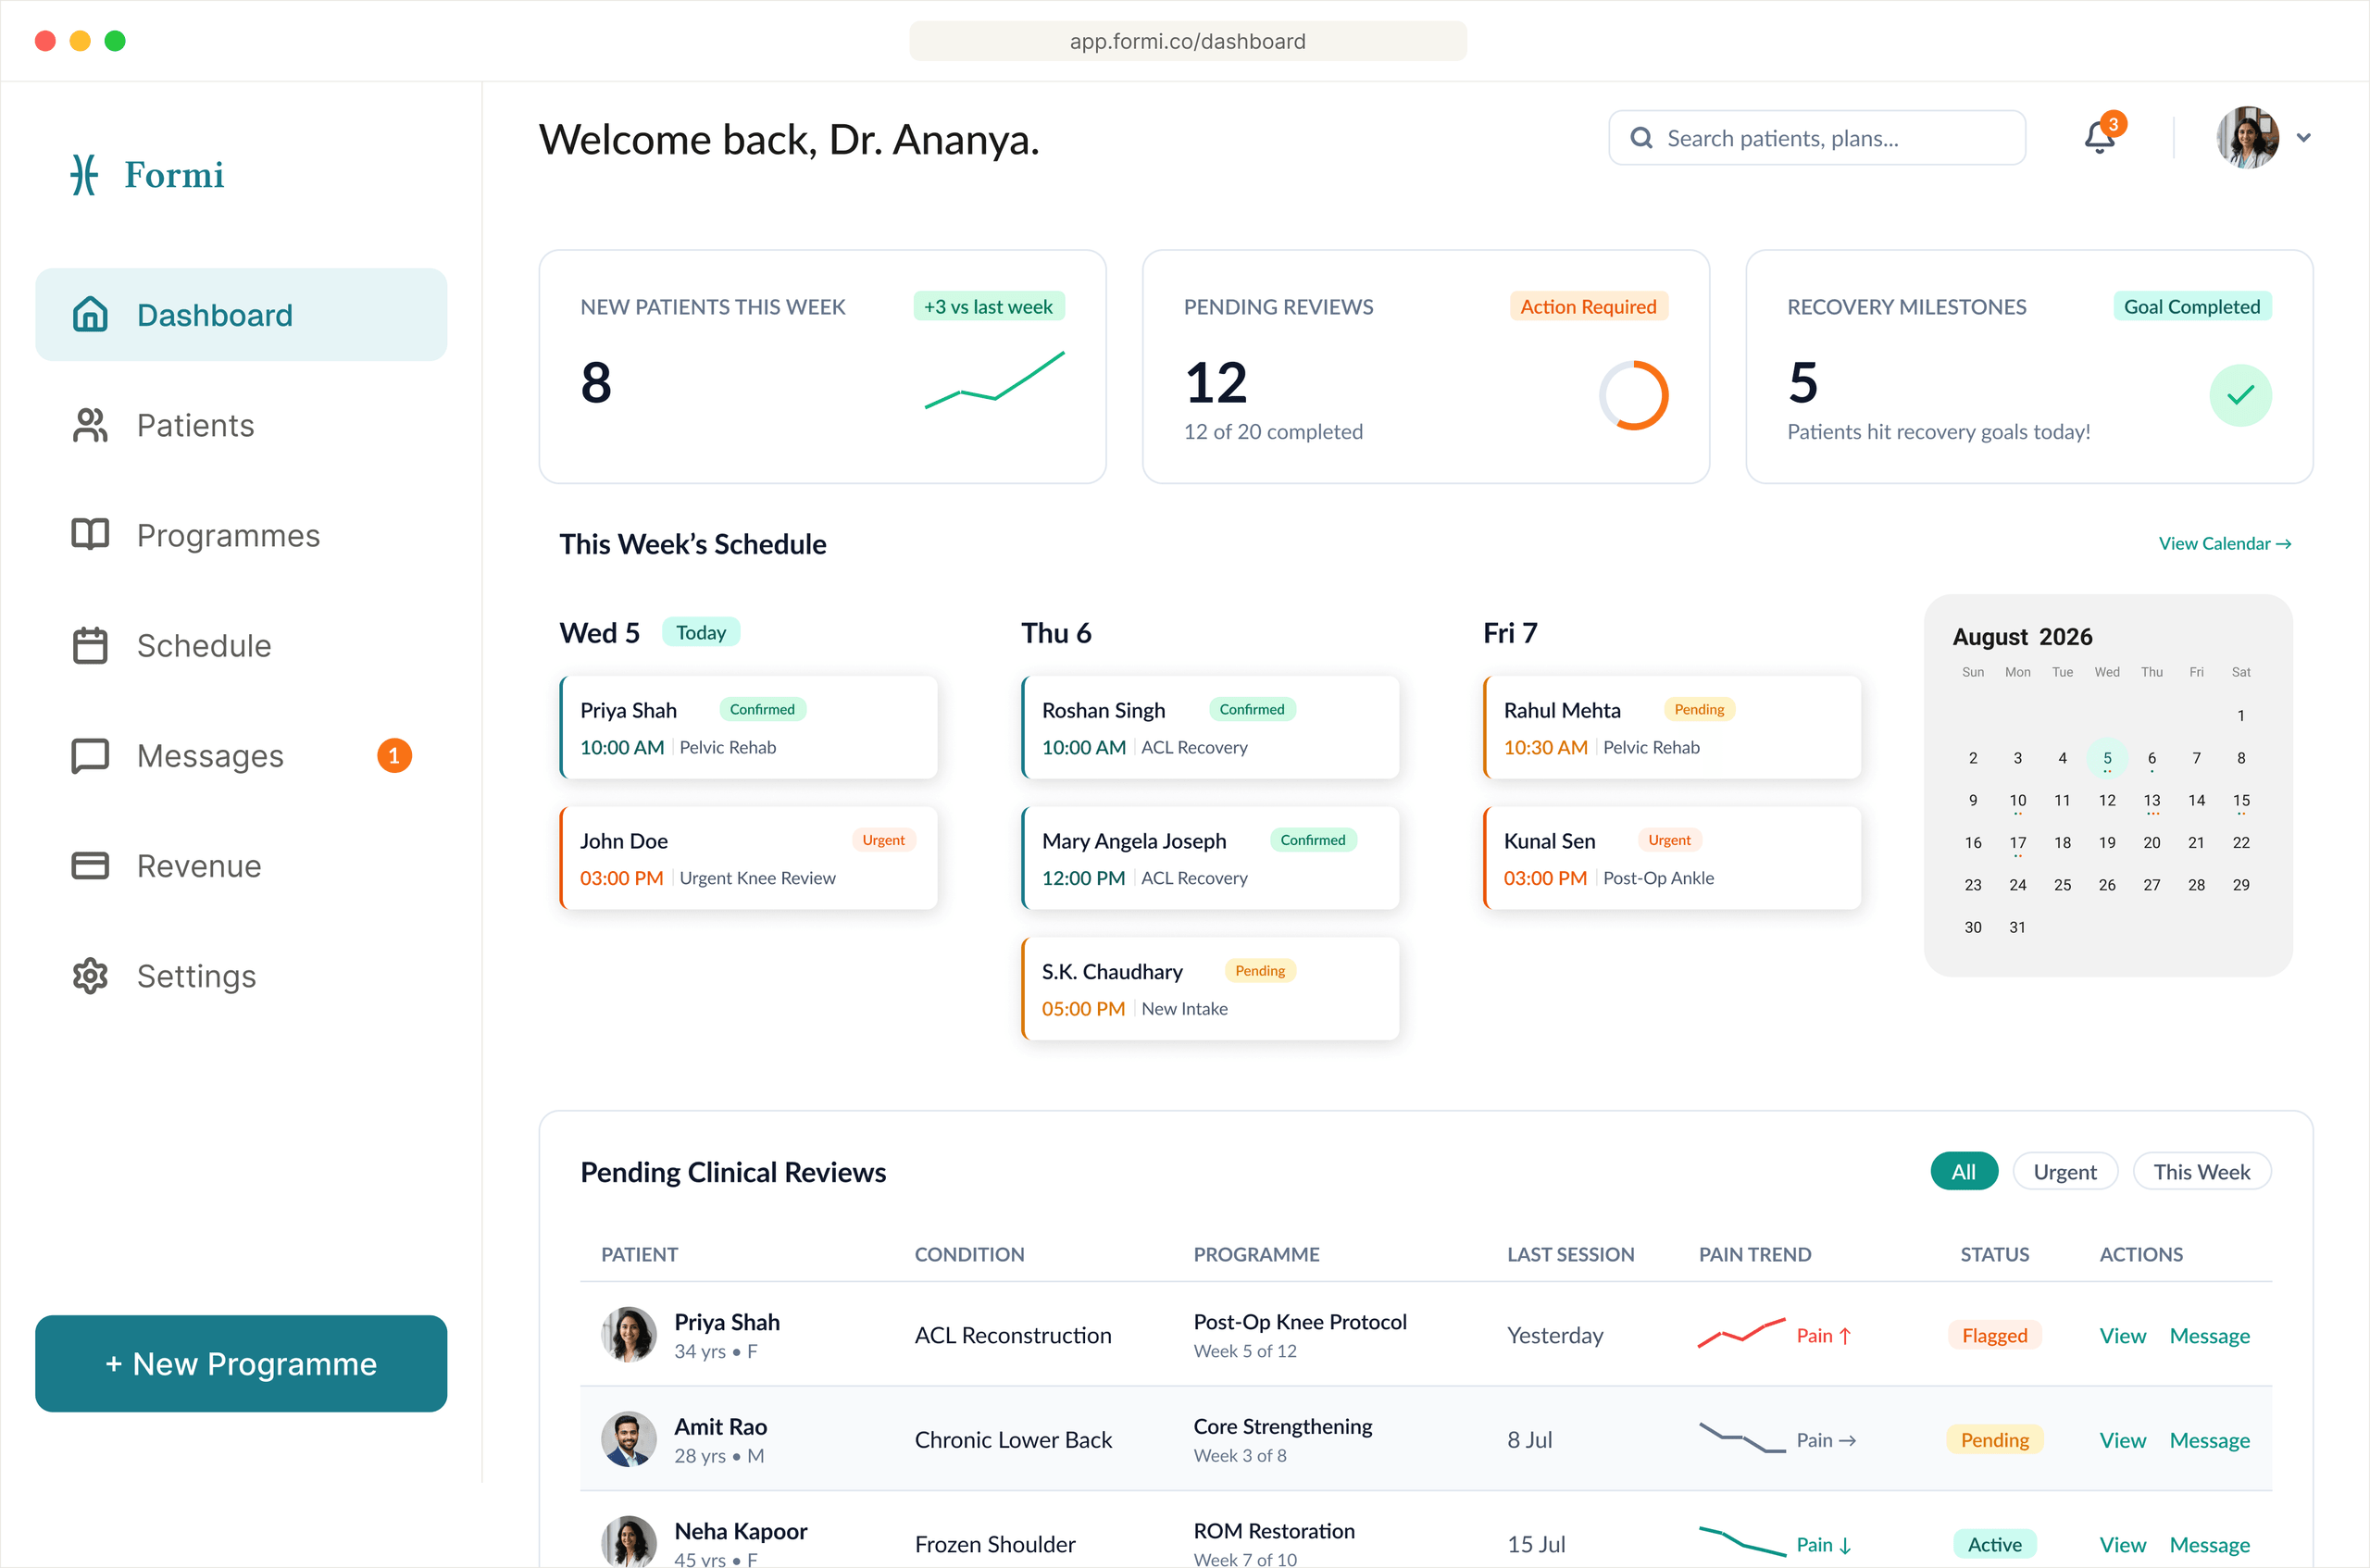 app.formi.co/dashboard
Formi
Dashboard
Patients
Programmes
Schedule
Messages 1
Revenue
Settings
+ New Programme
Welcome back, Dr. Ananya.
Search patients, plans...
3
NEW PATIENTS THIS WEEK +3 vs last week
8
PENDING REVIEWS Action Required
12
12 of 20 completed
RECOVERY MILESTONES Goal Completed
5
Patients hit recovery goals today!
This Week’s Schedule
View Calendar →
Wed 5 Today
Priya Shah Confirmed
10:00 AM Pelvic Rehab
John Doe Urgent
03:00 PM Urgent Knee Review
Thu 6
Roshan Singh Confirmed
10:00 AM ACL Recovery
Mary Angela Joseph Confirmed
12:00 PM ACL Recovery
S.K. Chaudhary Pending
05:00 PM New Intake
Fri 7
Rahul Mehta Pending
10:30 AM Pelvic Rehab
Kunal Sen Urgent
03:00 PM Post-Op Ankle
August 2026
Sun Mon Tue Wed Thu Fri Sat
1
2 3 4 5 6 7 8
9 10 11 12 13 14 15
16 17 18 19 20 21 22
23 24 25 26 27 28 29
30 31
Pending Clinical Reviews
All Urgent This Week
PATIENT CONDITION PROGRAMME LAST SESSION PAIN TREND STATUS ACTIONS
Priya Shah
34 yrs • F
ACL Reconstruction
Post-Op Knee Protocol
Week 5 of 12
Yesterday
Pain ↑
Flagged
View Message
Amit Rao
28 yrs • M
Chronic Lower Back
Core Strengthening
Week 3 of 8
8 Jul
Pain →
Pending
View Message
Neha Kapoor
45 yrs • F
Frozen Shoulder
ROM Restoration
Week 7 of 10
15 Jul
Pain ↓
Active
View Message